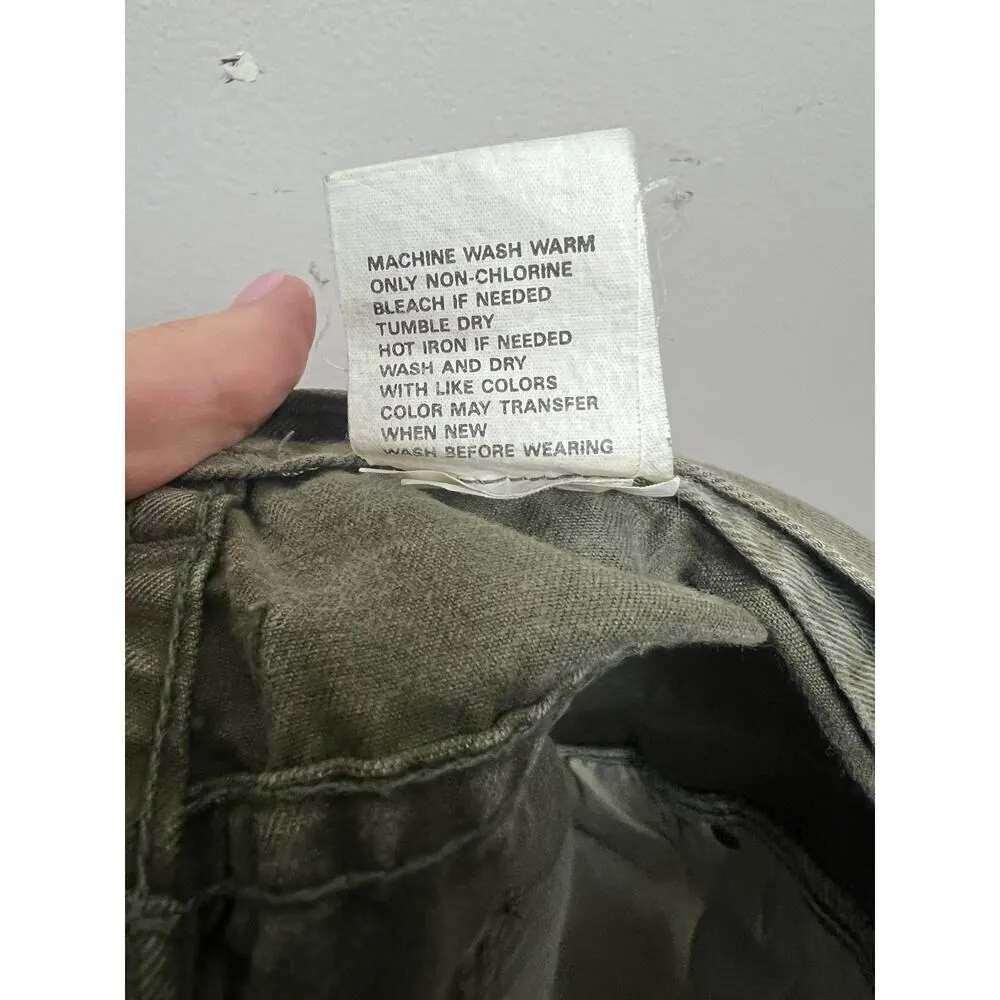 MACHINE WASH WARM
ONLY NON-CHLORINE
BLEACH IF NEEDED
TUMBLE DRY
HOT IRON IF NEEDED
WASH AND DRY
WITH LIKE COLORS
COLOR MAY TRANSFER
WHEN NEW
WASH BEFORE WEARING